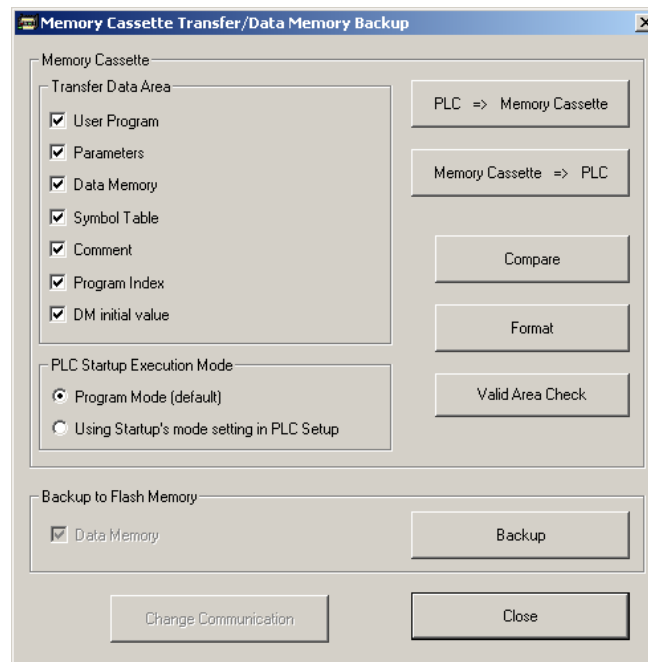 Memory Cassette Transfer/Data Memory Backup
Memory Cassette
Transfer Data Area
User Program
Parameters
Data Memory
Symbol Table
Comment
Program Index
DM initial value
PLC Startup Execution Mode
Program Mode (default)
Using Startup's mode setting in PLC Setup
PLC => Memory Cassette
Memory Cassette => PLC
Compare
Format
Valid Area Check
Backup to Flash Memory
Data Memory
Backup
Change Communication
Close